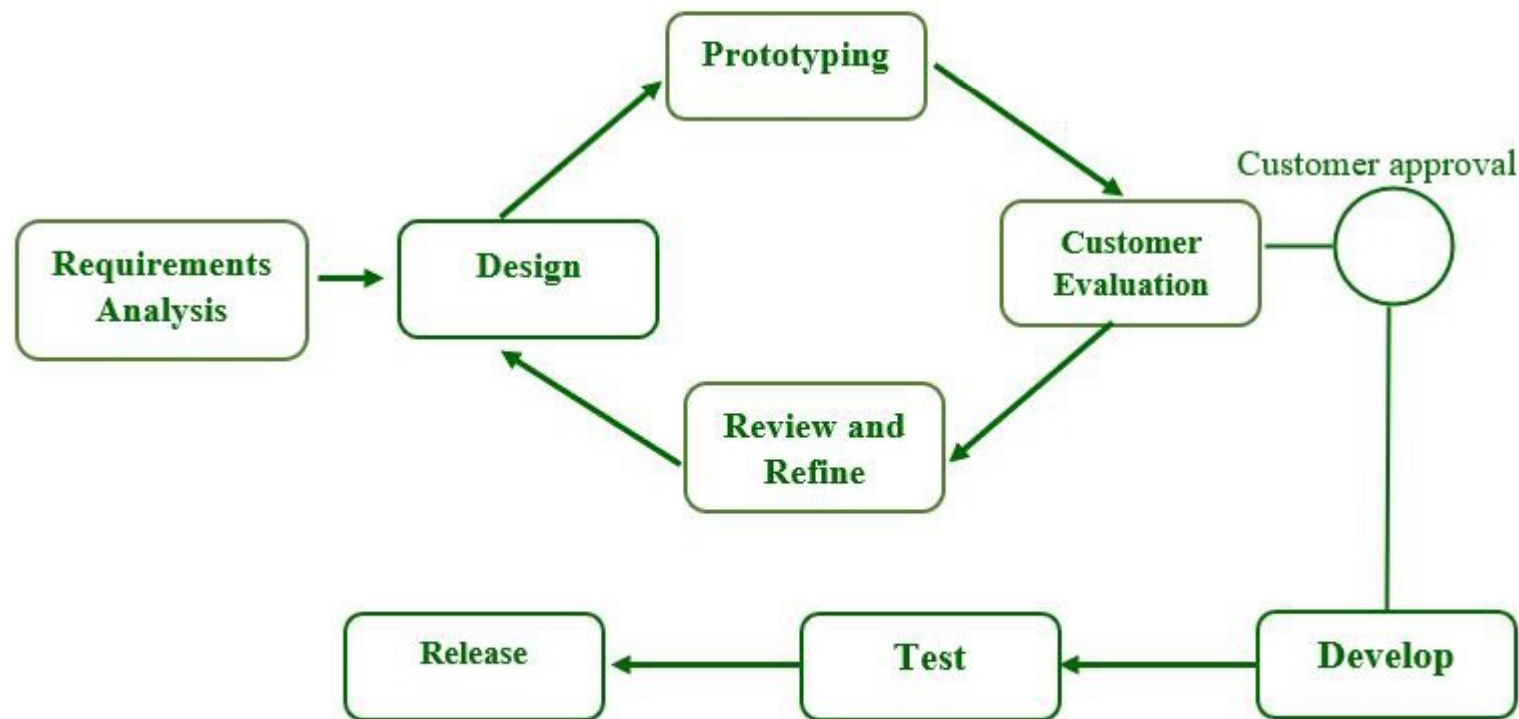 Prototyping
Customer approval
Requirements
Analysis
Design
Customer
Evaluation
Review and
Refine
Release
Test
Develop